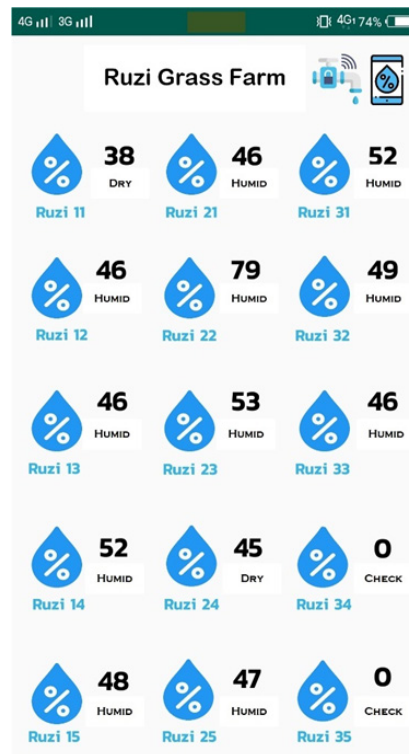 4G 3G 4G 74%
Ruzi Grass Farm
38 46 52
DRY HUMID HUMID
Ruzi 11 Ruzi 21 Ruzi 31
46 79 49
HUMID HUMID HUMID
Ruzi 12 Ruzi 22 Ruzi 32
46 53 46
HUMID HUMID HUMID
Ruzi 13 Ruzi 23 Ruzi 33
52 45 0
HUMID DRY CHECK
Ruzi 14 Ruzi 24 Ruzi 34
48 47 0
HUMID HUMID CHECK
Ruzi 15 Ruzi 25 Ruzi 35